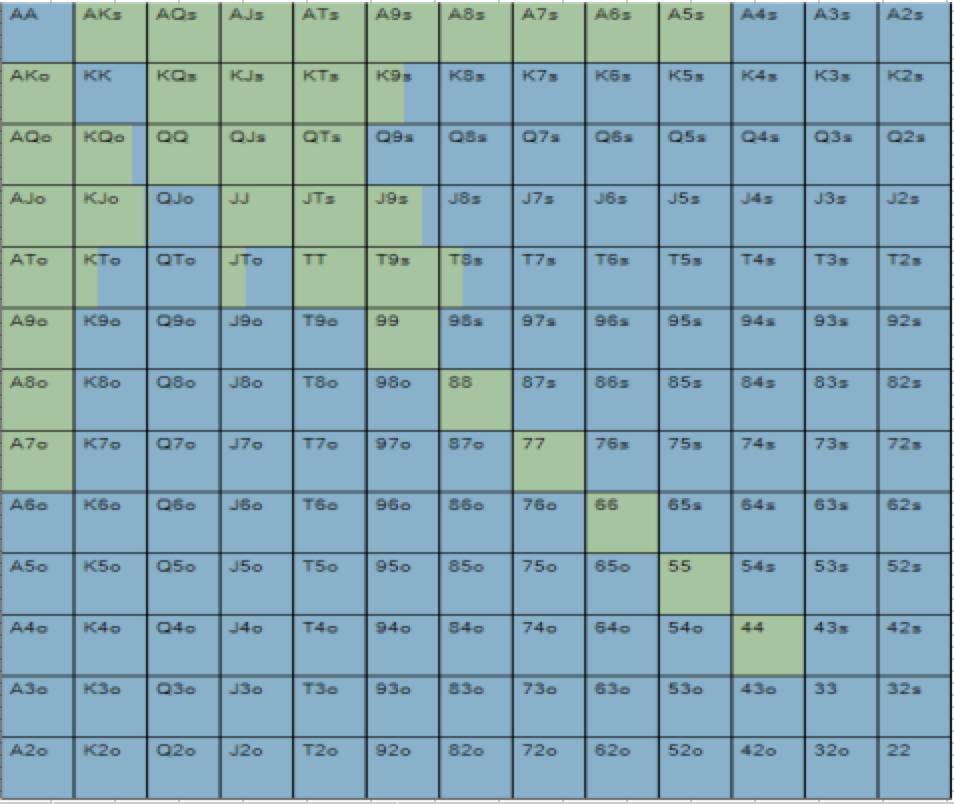 AA AKs AQs AJs ATs A9s A8s A7s A6s A5s A4s A3s A2s
AKo KK KQs KJs KTs K9s K8s K7s K6s K5s K4s K3s K2s
AQo KQo QQ QJs QTs Q9s Q8s Q7s Q6s Q5s Q4s Q3s Q2s
AJo KJo QJo JJ JTs J9s J8s J7s J6s J5s J4s J3s J2s
ATo KTo QTo JTo TT T9s T8s T7s T6s T5s T4s T3s T2s
A9o K9o Q9o J9o T9o 99 98s 97s 96s 95s 94s 93s 92s
A8o K8o Q8o J8o T8o 98o 88 87s 86s 85s 84s 83s 82s
A7o K7o Q7o J7o T7o 97o 87o 77 76s 75s 74s 73s 72s
A6o K6o Q6o J6o T6o 96o 86o 76o 66 65s 64s 63s 62s
A5o K5o Q5o J5o T5o 95o 85o 75o 65o 55 54s 53s 52s
A4o K4o Q4o J4o T4o 94o 84o 74o 64o 54o 44 43s 42s
A3o K3o Q3o J3o T3o 93o 83o 73o 63o 53o 43o 33 32s
A2o K2o Q2o J2o T2o 92o 82o 72o 62o 52o 42o 32o 22